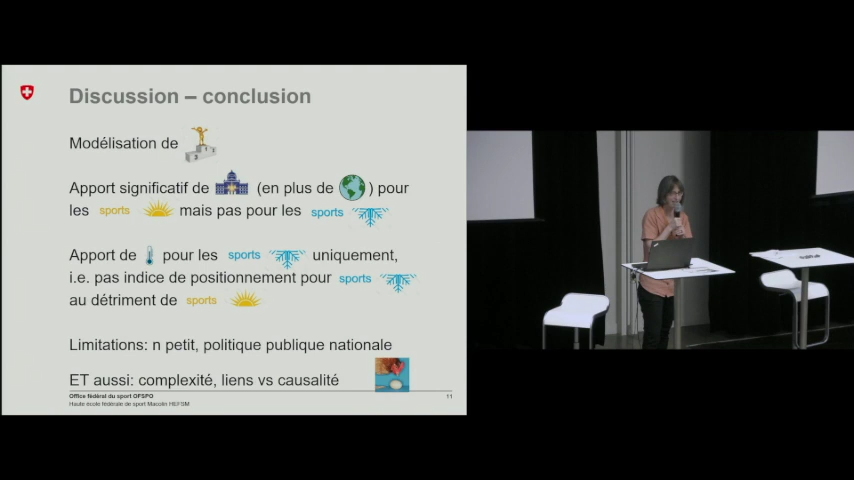 Discussion – conclusion
Modélisation de
Apport significatif de (en plus de ) pour
les sports mais pas pour les sports
Apport de pour les sports uniquement,
i.e. pas indice de positionnement pour sports
au détriment de sports
Limitations: n petit, politique publique nationale
ET aussi: complexité, liens vs causalité
Office fédéral du sport OFSPO
Haute école fédérale de sport Macolin HEFSM
11